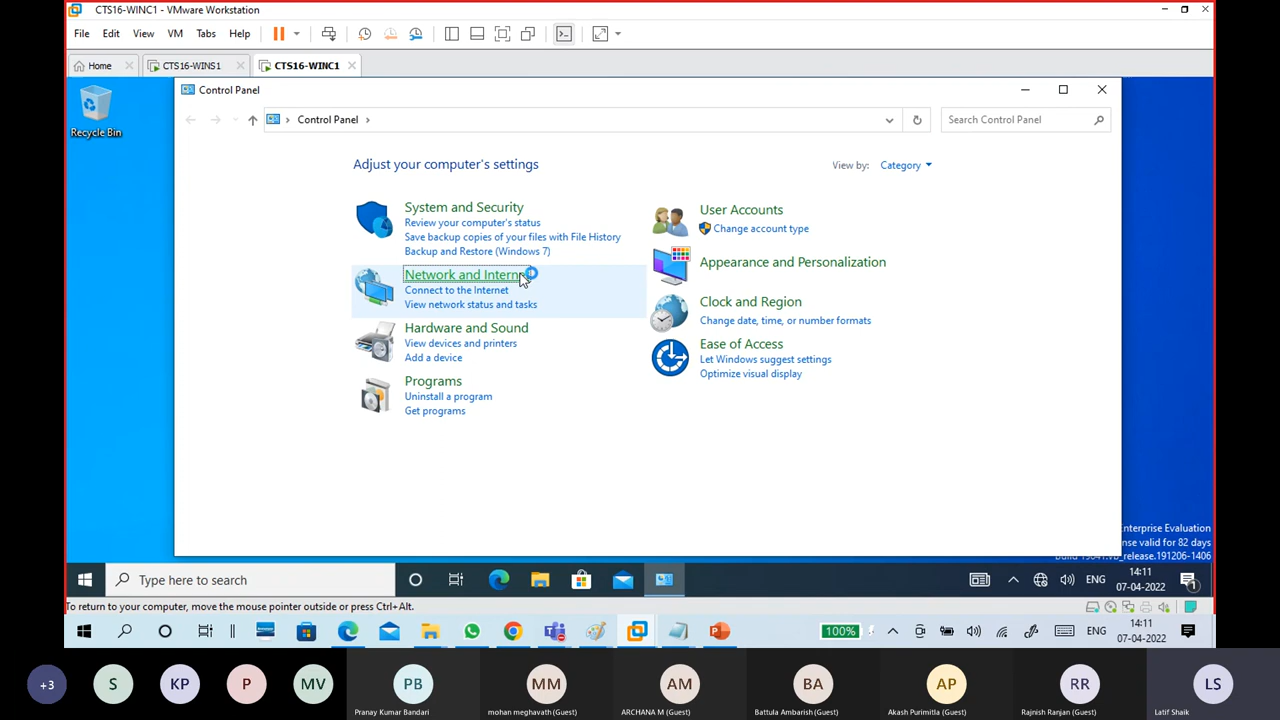 CTS16-WINC1 - VMware Workstation
File Edit View VM Tabs Help
Home CTS16-WINS1 CTS16-WINC1
Control Panel
Recycle Bin
Control Panel
Search Control Panel
Adjust your computer's settings
View by: Category
System and Security
Review your computer's status
Save backup copies of your files with File History
Backup and Restore (Windows 7)
Network and Intern
Connect to the Internet
View network status and tasks
Hardware and Sound
View devices and printers
Add a device
Programs
Uninstall a program
Get programs
User Accounts
Change account type
Appearance and Personalization
Clock and Region
Change date, time, or number formats
Ease of Access
Let Windows suggest settings
Optimize visual display
nterprise Evaluation
nse valid for 82 days
Build 19041.vb_release.191206-1406
Type here to search
ENG
14:11
07-04-2022
1
To return to your computer, move the mouse pointer outside or press Ctrl+Alt.
100%
ENG
14:11
07-04-2022
+3 S KP P MV PB MM AM BA AP RR LS
Pranay Kumar Bandari
mohan meghavath (Guest)
ARCHANA M (Guest)
Battula Ambarish (Guest)
Akash Purimitla (Guest)
Rajnish Ranjan (Guest)
Latif Shaik